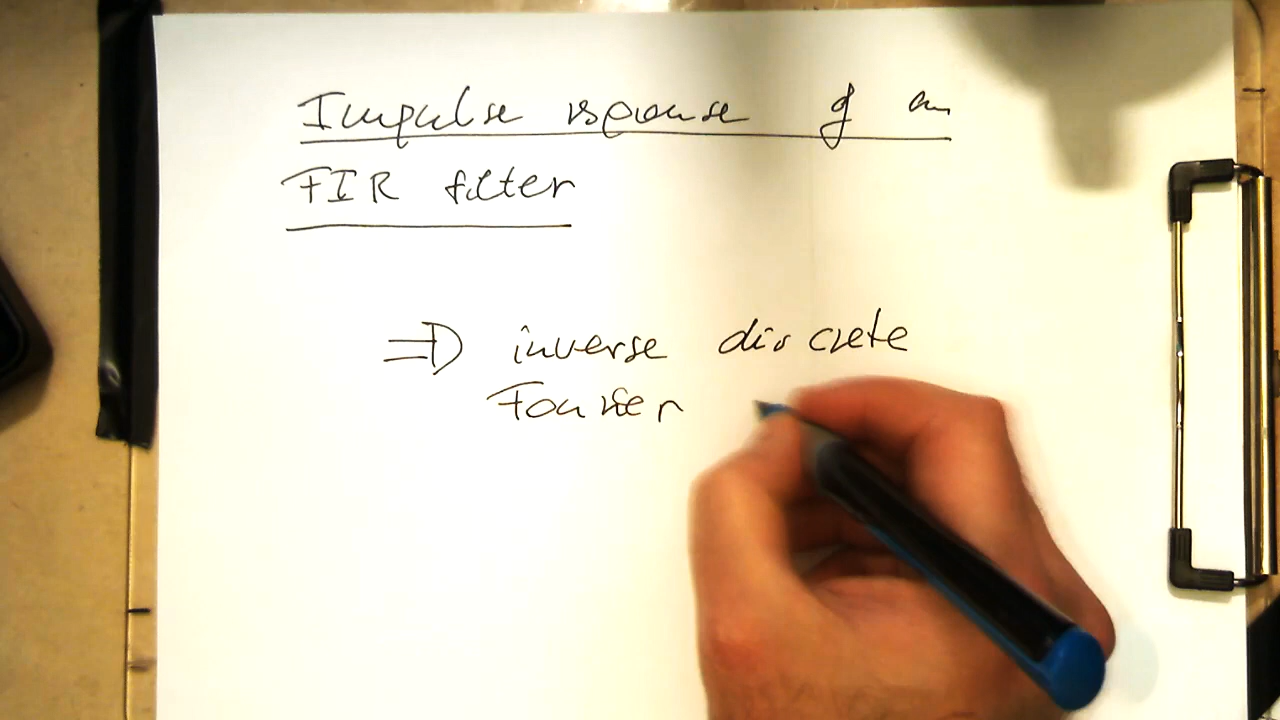 Impulse response of an
FIR filter
⇒ inverse discrete
Fourier